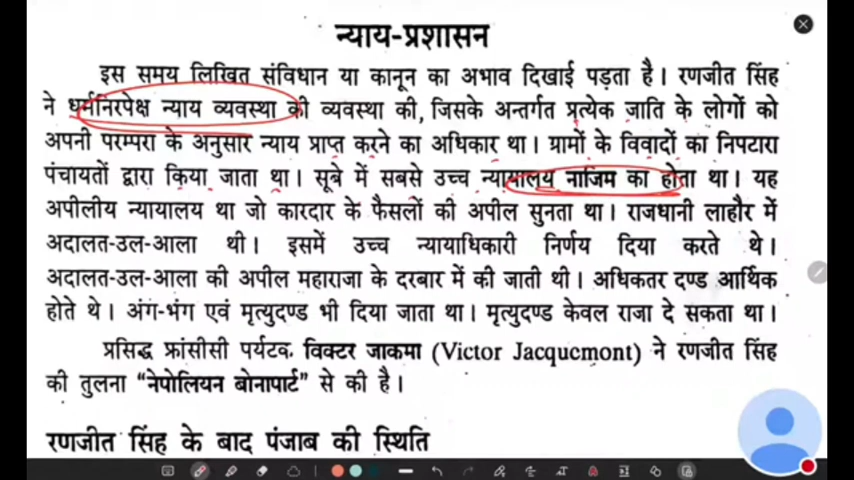 न्याय-प्रशासन
इस समय लिखित संविधान या कानून का अभाव दिखाई पड़ता है। रणजीत सिंह
ने धर्मनिरपेक्ष न्याय व्यवस्था की व्यवस्था की, जिसके अन्तर्गत प्रत्येक जाति के लोगों को
अपनी परम्परा के अनुसार न्याय प्राप्त करने का अधिकार था। ग्रामों के विवादों का निपटारा
पंचायतों द्वारा किया जाता था। सूबे में सबसे उच्च न्यायालय नाजिम का होता था। यह
अपीलीय न्यायालय था जो कारदार के फैसलों की अपील सुनता था। राजधानी लाहौर में
अदालत-उल-आला थी। इसमें उच्च न्यायाधिकारी निर्णय दिया करते थे।
अदालत-उल-आला की अपील महाराजा के दरबार में की जाती थी। अधिकतर दण्ड आर्थिक
होते थे। अंग-भंग एवं मृत्युदण्ड भी दिया जाता था। मृत्युदण्ड केवल राजा दे सकता था।
प्रसिद्ध फ्रांसीसी पर्यटक विक्टर जाकमा (Victor Jacquemont) ने रणजीत सिंह
की तुलना “नेपोलियन बोनापार्ट” से की है।
रणजीत सिंह के बाद पंजाब की स्थिति